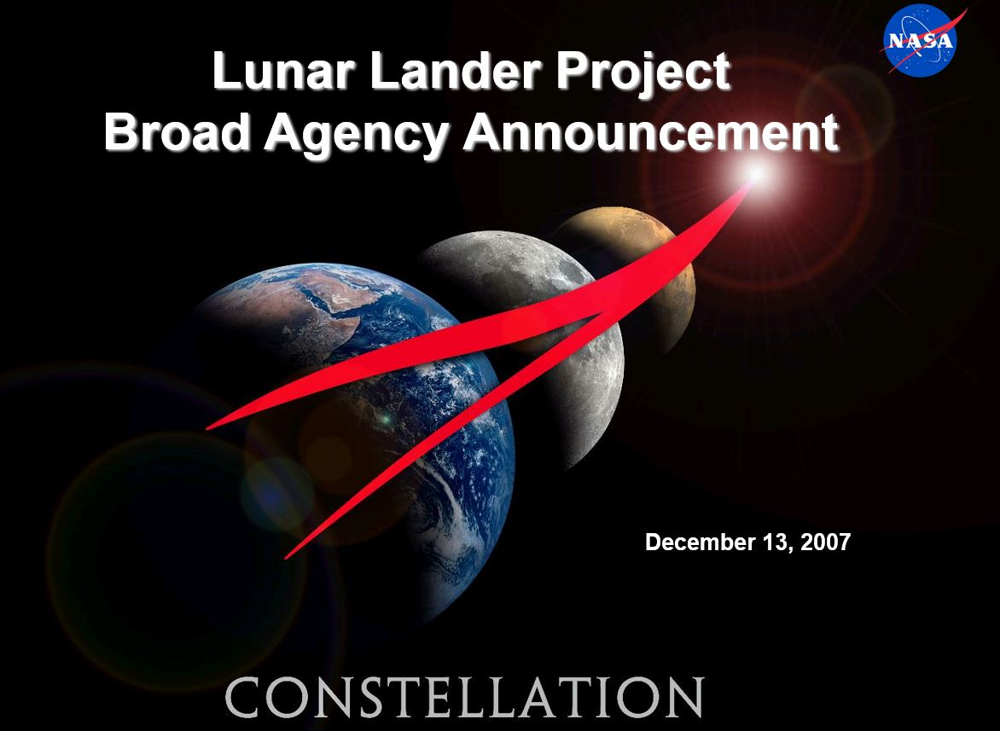 NASA
Lunar Lander Project
Broad Agency Announcement
December 13, 2007
CONSTELLATION